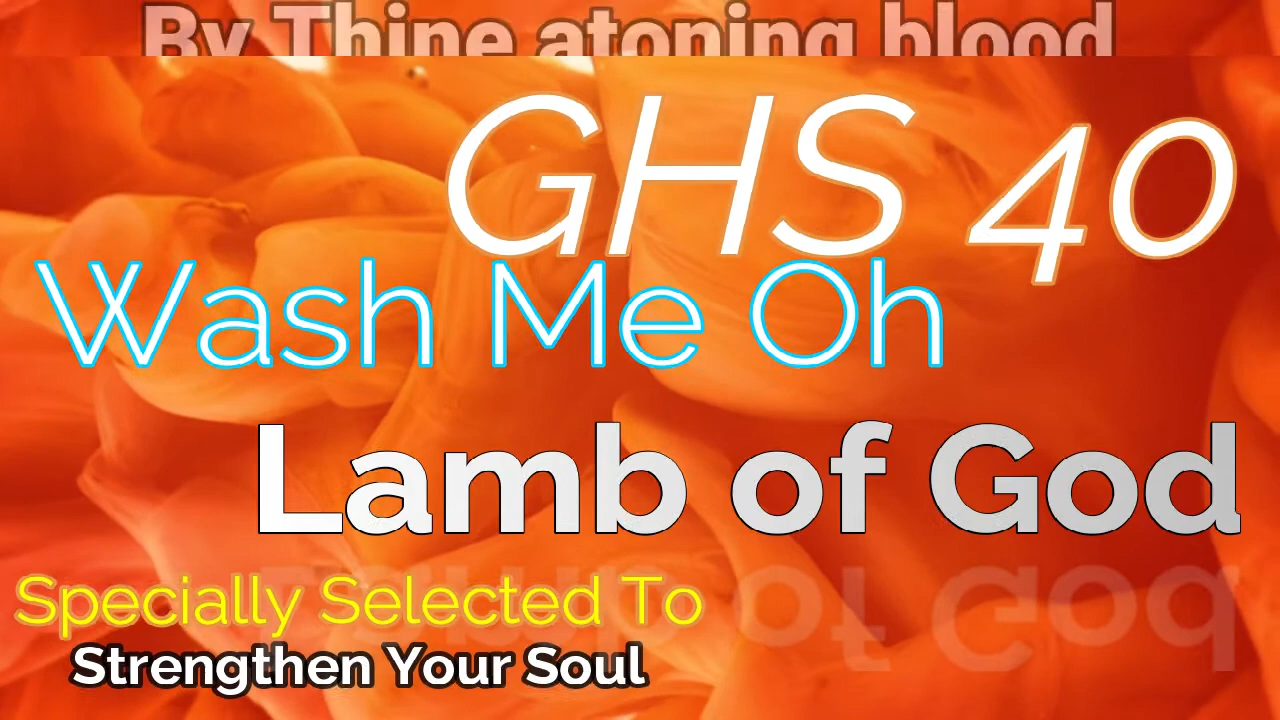 By Thine atoning blood
GHS 40
Wash Me Oh
Lamb of God
Specially Selected To
Strengthen Your Soul